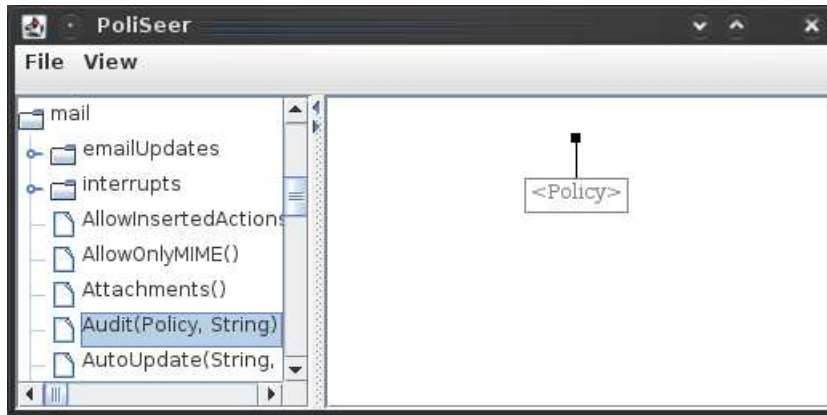 PoliSeer
File View
mail
emailUpdates
interrupts
AllowInsertedActions
AllowOnlyMIME()
Attachments()
Audit(Policy, String)
AutoUpdate(String,
<Policy>